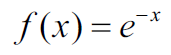 f(x) = e^{-x}